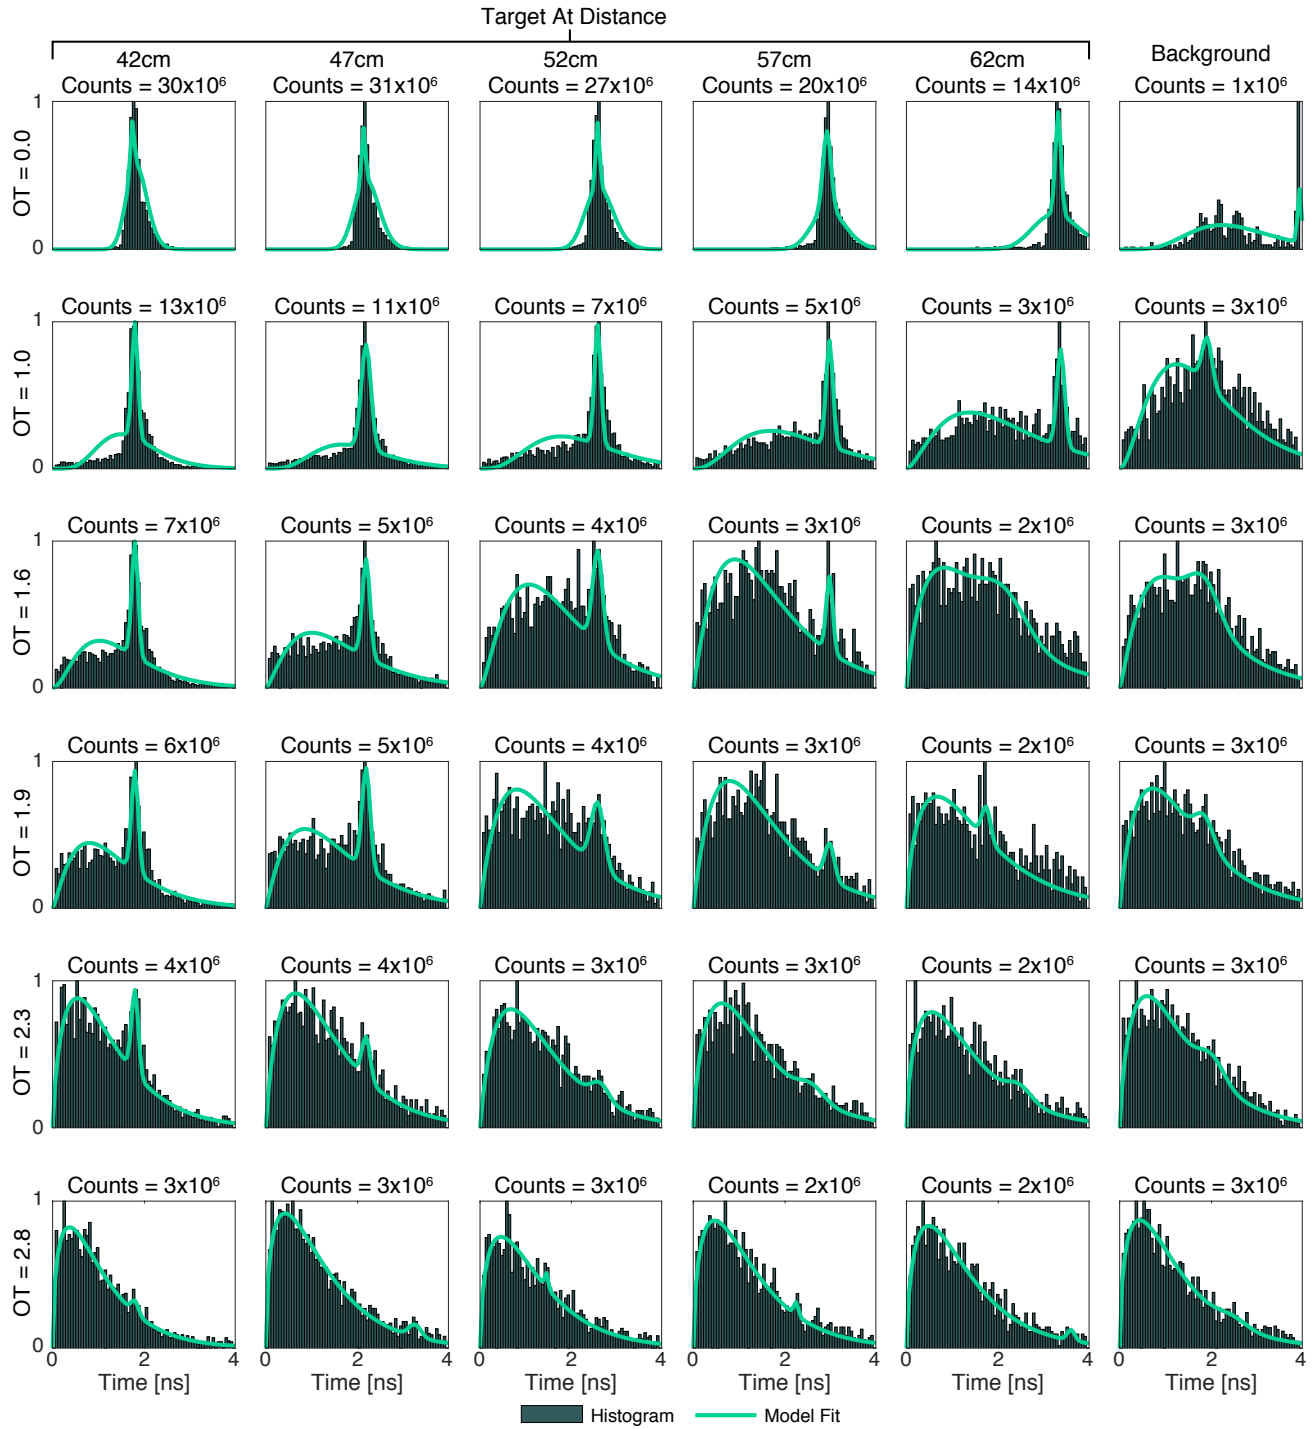 Target At Distance
42cm 47cm 52cm 57cm 62cm Background
Counts = 30x10⁶ Counts = 31x10⁶ Counts = 27x10⁶ Counts = 20x10⁶ Counts = 14x10⁶ Counts = 1x10⁶
1
OT = 0.0
0
Counts = 13x10⁶ Counts = 11x10⁶ Counts = 7x10⁶ Counts = 5x10⁶ Counts = 3x10⁶ Counts = 3x10⁶
1
OT = 1.0
0
Counts = 7x10⁶ Counts = 5x10⁶ Counts = 4x10⁶ Counts = 3x10⁶ Counts = 2x10⁶ Counts = 3x10⁶
1
OT = 1.6
0
Counts = 6x10⁶ Counts = 5x10⁶ Counts = 4x10⁶ Counts = 3x10⁶ Counts = 2x10⁶ Counts = 3x10⁶
1
OT = 1.9
0
Counts = 4x10⁶ Counts = 4x10⁶ Counts = 3x10⁶ Counts = 3x10⁶ Counts = 2x10⁶ Counts = 3x10⁶
1
OT = 2.3
0
Counts = 3x10⁶ Counts = 3x10⁶ Counts = 3x10⁶ Counts = 2x10⁶ Counts = 2x10⁶ Counts = 3x10⁶
1
OT = 2.8
0
0 2 4 0 2 4 0 2 4 0 2 4 0 2 4 0 2 4
Time [ns] Time [ns] Time [ns] Time [ns] Time [ns] Time [ns]
Histogram Model Fit